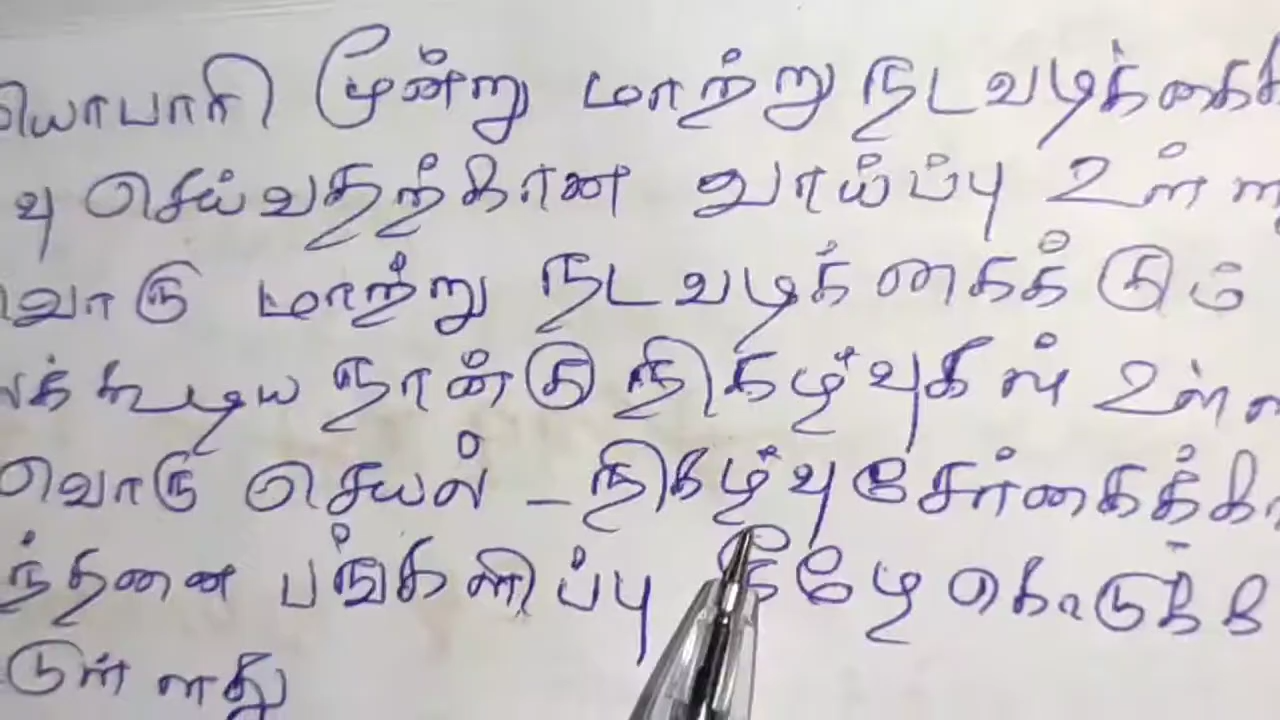 யொபாரி மூன்று மாற்று நடவடிக்கைக
வு செய்வதற்கான வாய்ப்பு உள்ள
வொரு மாற்று நடவடிக்கைக்கும்
க்கூடிய நான்கு நிகழ்வுகள் உள்ள
வொரு செயல் - நிகழ்வு சேர்கைக்கா
ந்தனை பங்களிப்பு கீழே கொடுக்க
டுள்ளது